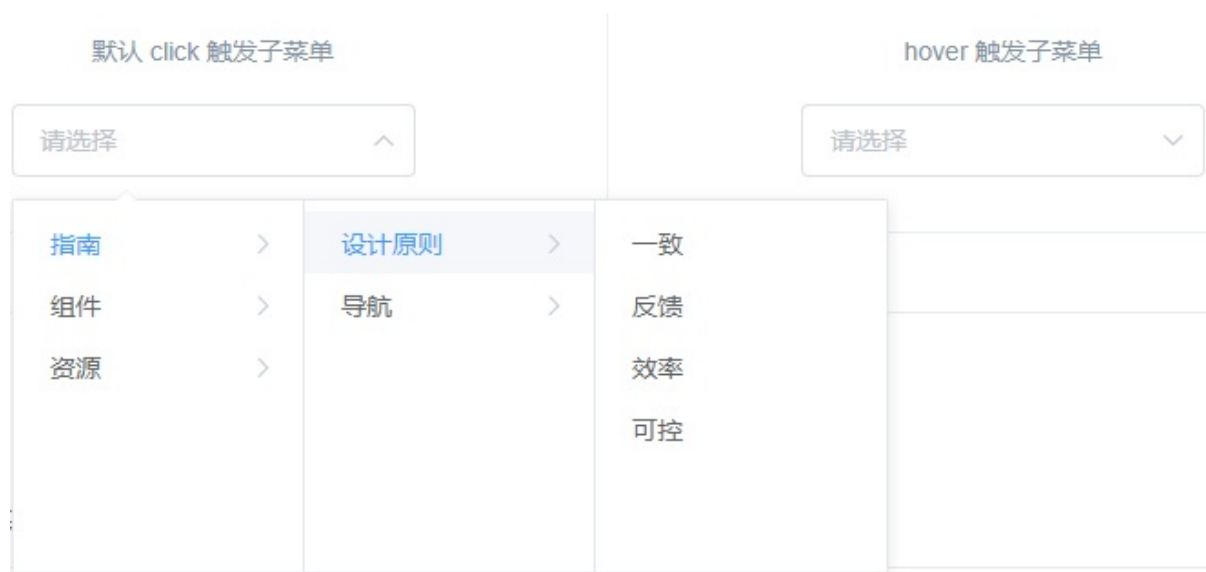 默认 click 触发子菜单
hover 触发子菜单
请选择
请选择
指南
设计原则
一致
组件
导航
反馈
资源
效率
可控